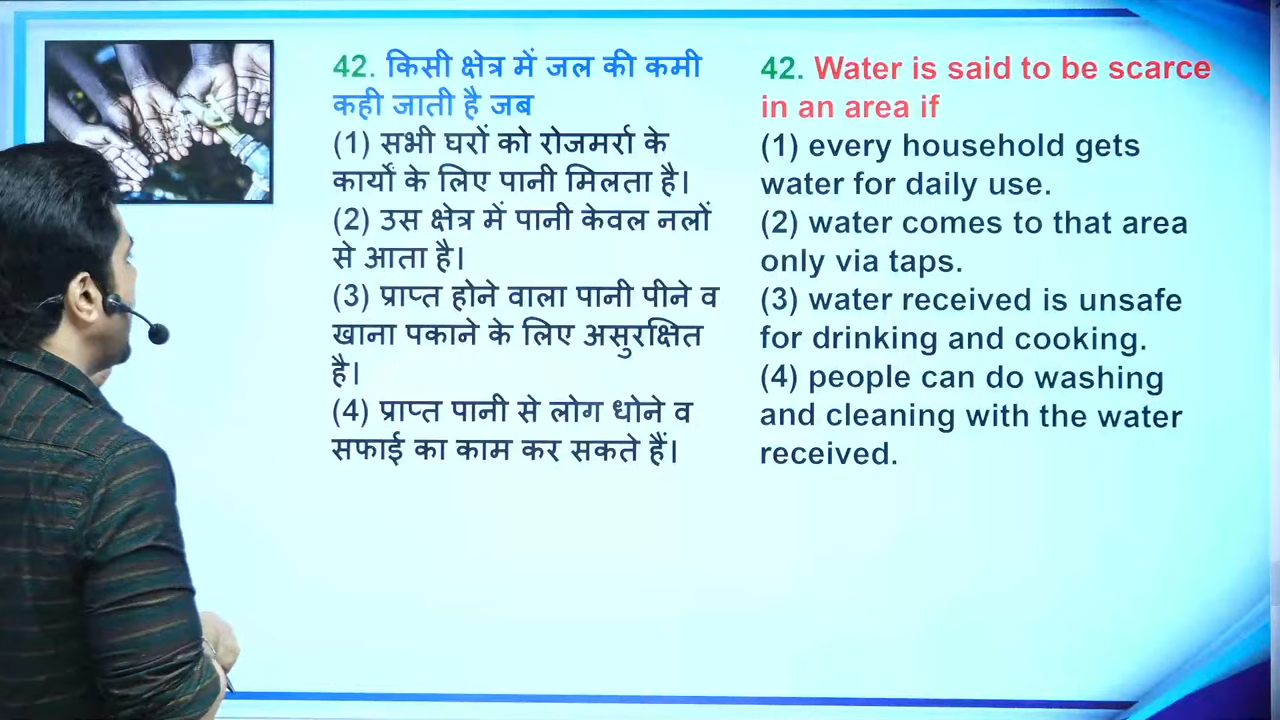 42. किसी क्षेत्र में जल की कमी
कही जाती है जब
(1) सभी घरों को रोजमर्रा के
कार्यों के लिए पानी मिलता है।
(2) उस क्षेत्र में पानी केवल नलों
से आता है।
(3) प्राप्त होने वाला पानी पीने व
खाना पकाने के लिए असुरक्षित
है।
(4) प्राप्त पानी से लोग धोने व
सफाई का काम कर सकते हैं।
42. Water is said to be scarce
in an area if
(1) every household gets
water for daily use.
(2) water comes to that area
only via taps.
(3) water received is unsafe
for drinking and cooking.
(4) people can do washing
and cleaning with the water
received.